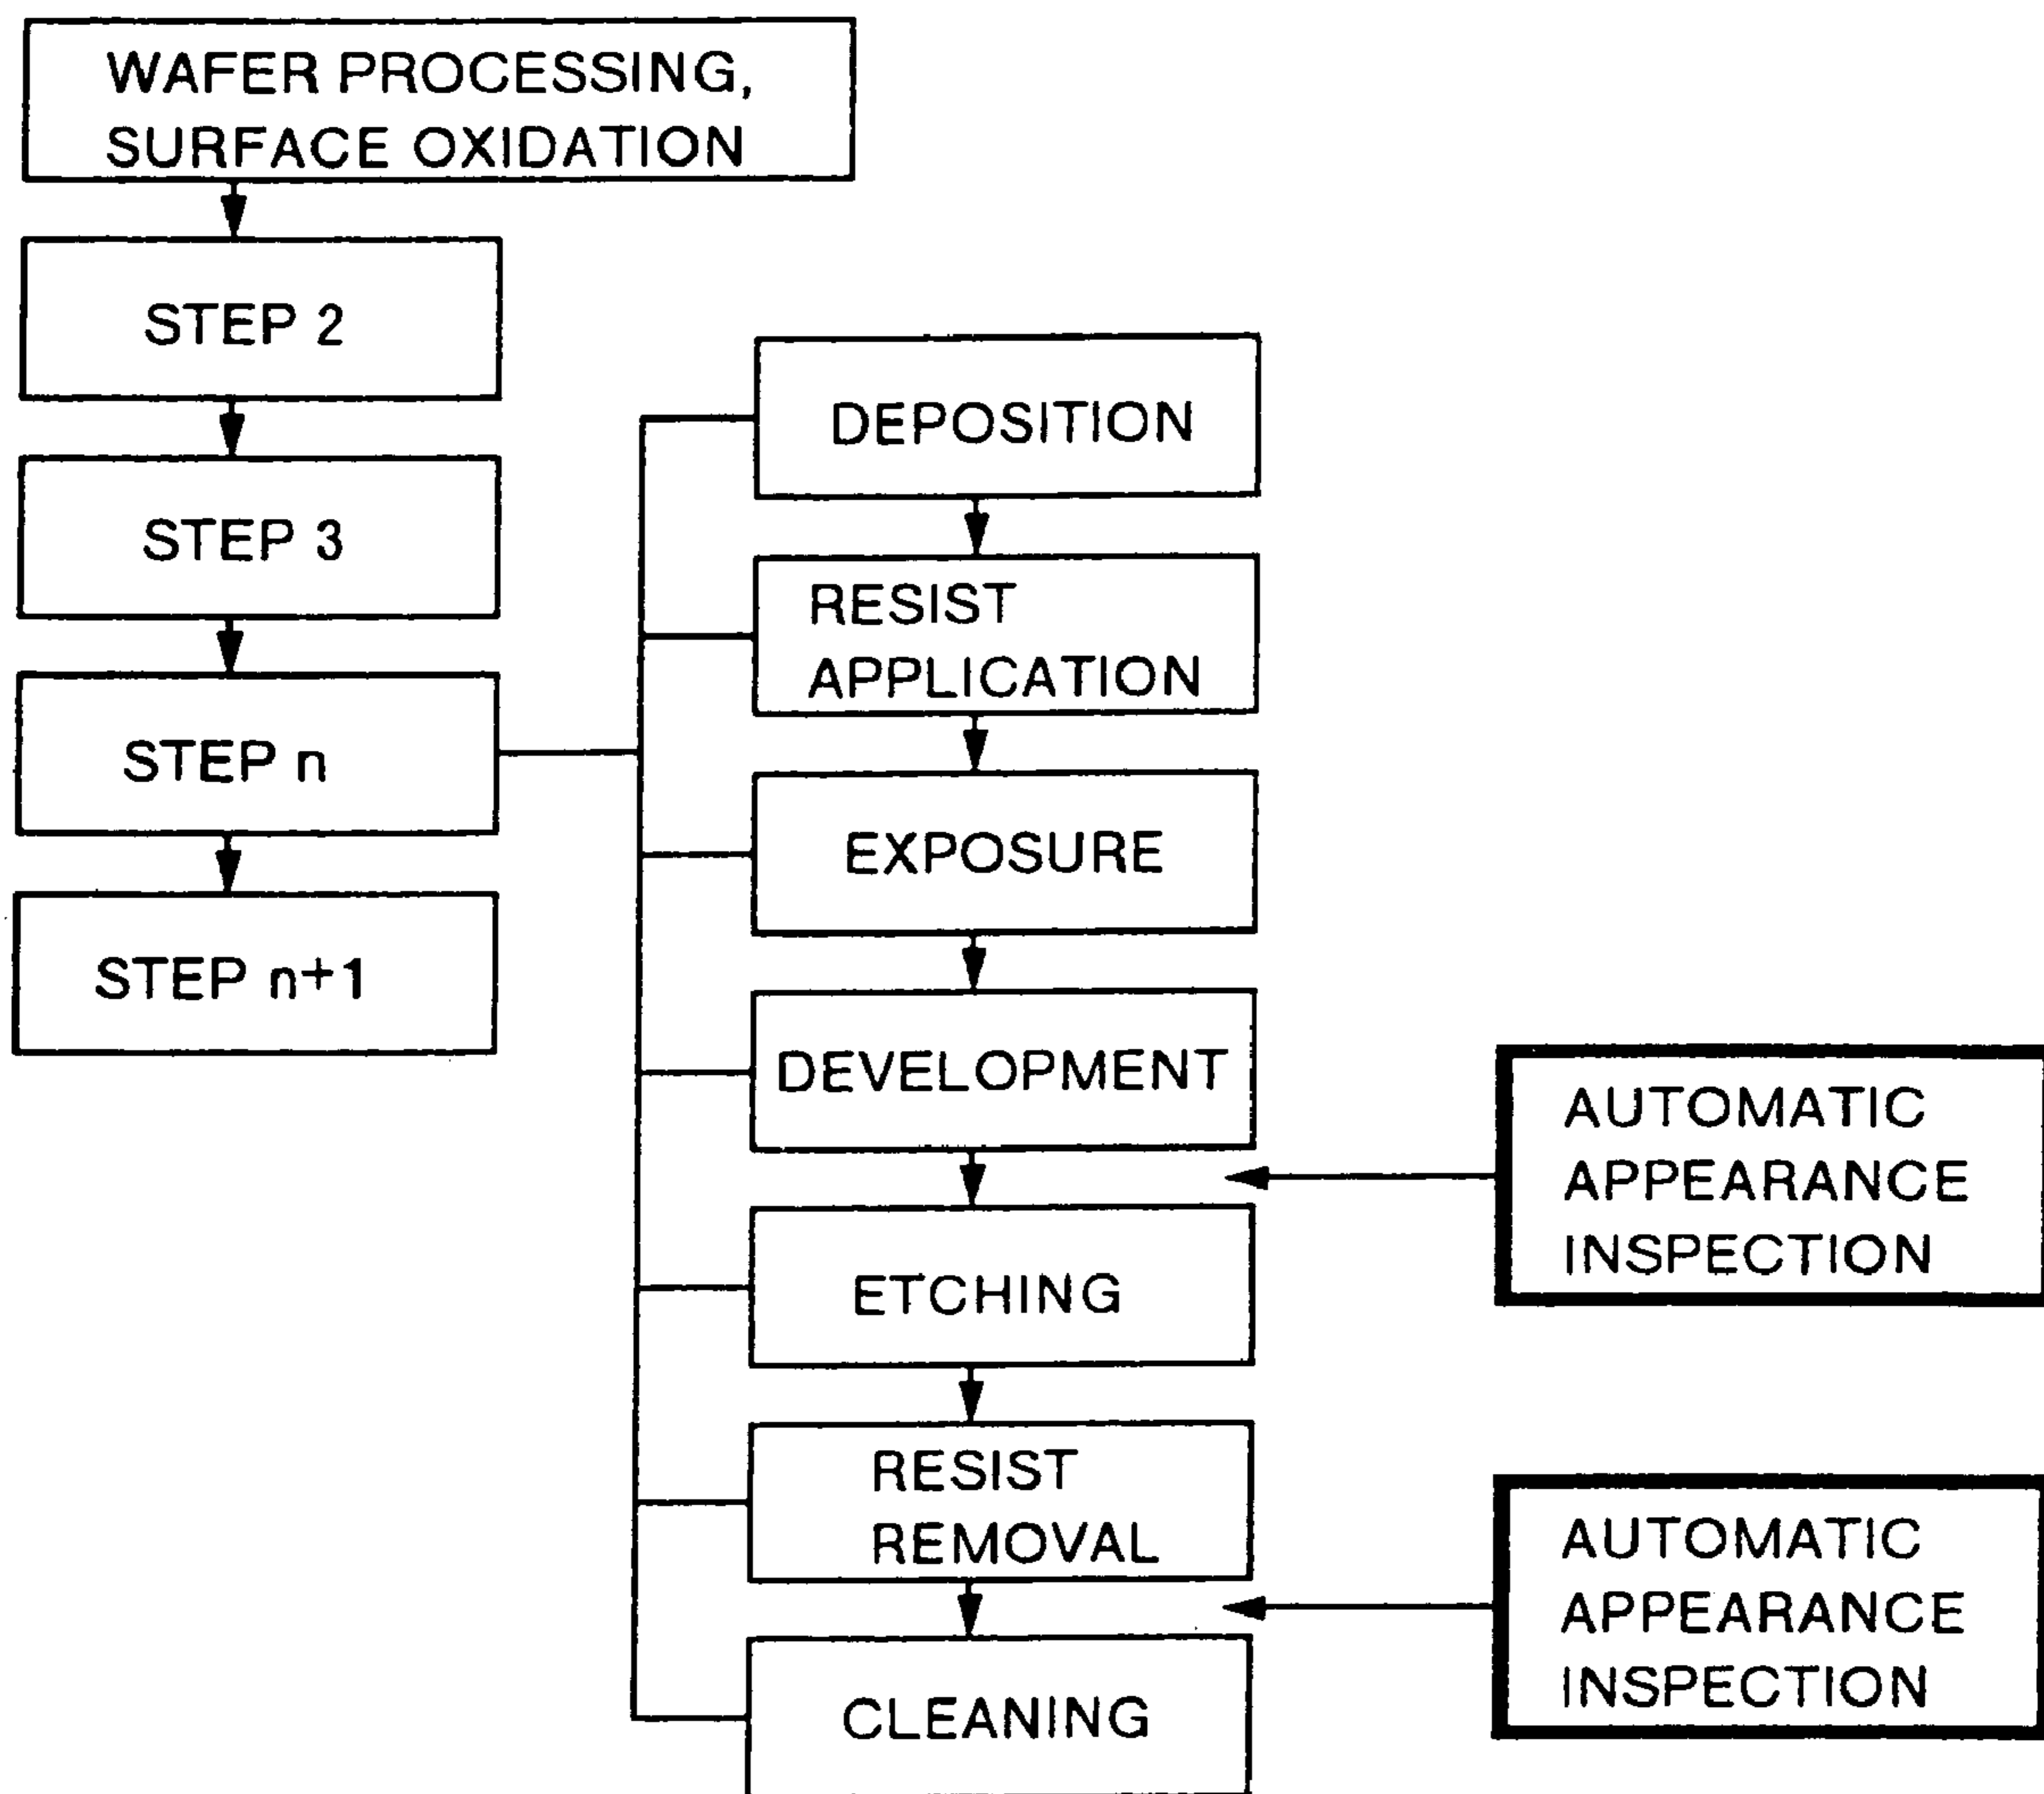 WAFER PROCESSING,
SURFACE OXIDATION
STEP 2
STEP 3
STEP n
STEP n+1
DEPOSITION
RESIST
APPLICATION
EXPOSURE
DEVELOPMENT
ETCHING
RESIST
REMOVAL
CLEANING
AUTOMATIC
APPEARANCE
INSPECTION
AUTOMATIC
APPEARANCE
INSPECTION